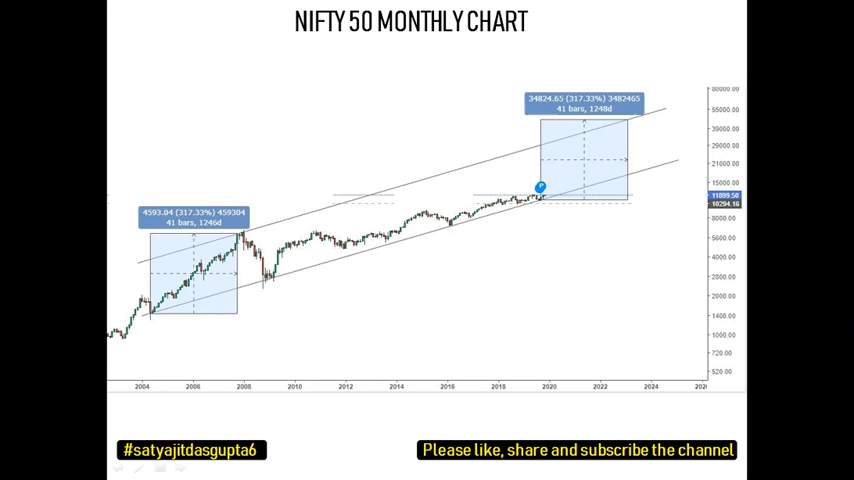 NIFTY 50 MONTHLY CHART
34824.65 (317.33%) 3482465
41 bars, 1248d
4593.04 (317.33%) 459304
41 bars, 1246d
80000.00
55000.00
39000.00
29000.00
21000.00
15000.00
11899.50
10294.16
8000.00
5600.00
4000.00
2800.00
2000.00
1400.00
1000.00
720.00
520.00
2004 2006 2008 2010 2012 2014 2016 2018 2020 2022 2024
#satyajitdasgupta6
Please like, share and subscribe the channel